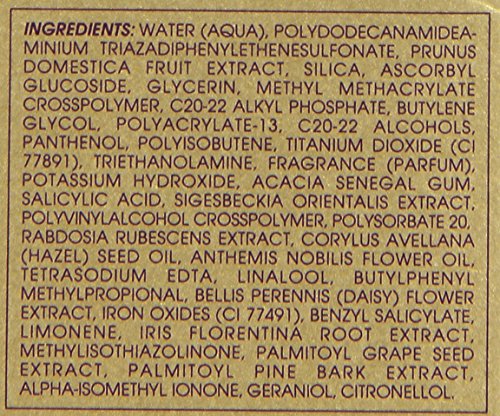 INGREDIENTS: WATER (AQUA), POLYDODECANAMIDEA-
MINIUM TRIAZADIPHENYLETHENESULFONATE, PRUNUS
DOMESTICA FRUIT EXTRACT, SILICA, ASCORBYL
GLUCOSIDE, GLYCERIN, METHYL METHACRYLATE
CROSSPOLYMER, C20-22 ALKYL PHOSPHATE, BUTYLENE
GLYCOL, POLYACRYLATE-13, C20-22 ALCOHOLS,
PANTHENOL, POLYISOBUTENE, TITANIUM DIOXIDE (CI
77891), TRIETHANOLAMINE, FRAGRANCE (PARFUM),
POTASSIUM HYDROXIDE, ACACIA SENEGAL GUM,
SALICYLIC ACID, SIGESBECKIA ORIENTALIS EXTRACT,
POLYVINYLALCOHOL CROSSPOLYMER, POLYSORBATE 20,
RABDOSIA RUBESCENS EXTRACT, CORYLUS AVELLANA
(HAZEL) SEED OIL, ANTHEMIS NOBILIS FLOWER OIL,
TETRASODIUM EDTA, LINALOOL, BUTYLPHENYL
METHYLPROPIONAL, BELLIS PERENNIS (DAISY) FLOWER
EXTRACT, IRON OXIDES (CI 77491), BENZYL SALICYLATE,
LIMONENE, IRIS FLORENTINA ROOT EXTRACT,
METHYLISOTHIAZOLINONE, PALMITOYL GRAPE SEED
EXTRACT, PALMITOYL PINE BARK EXTRACT,
ALPHA-ISOMETHYL IONONE, GERANIOL, CITRONELLOL.